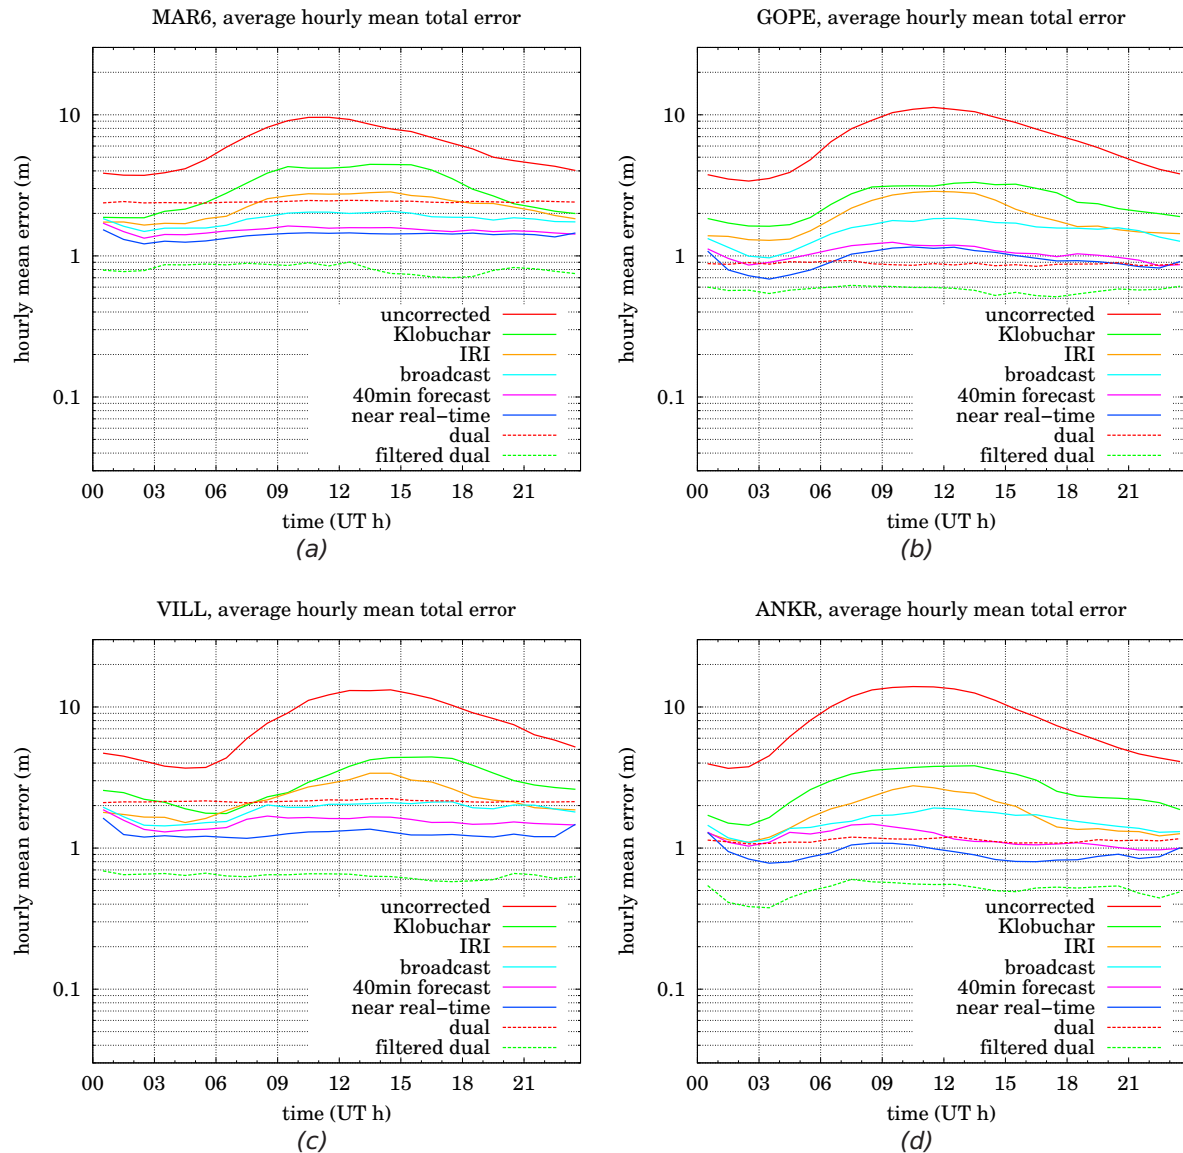 MAR6, average hourly mean total error
hourly mean error (m)
10
1
0.1
uncorrected
Klobuchar
IRI
broadcast
40min forecast
near real-time
dual
filtered dual
00 03 06 09 12 15 18 21
time (UT h)
(a)
GOPE, average hourly mean total error
hourly mean error (m)
10
1
0.1
uncorrected
Klobuchar
IRI
broadcast
40min forecast
near real-time
dual
filtered dual
00 03 06 09 12 15 18 21
time (UT h)
(b)
VILL, average hourly mean total error
hourly mean error (m)
10
1
0.1
uncorrected
Klobuchar
IRI
broadcast
40min forecast
near real-time
dual
filtered dual
00 03 06 09 12 15 18 21
time (UT h)
(c)
ANKR, average hourly mean total error
hourly mean error (m)
10
1
0.1
uncorrected
Klobuchar
IRI
broadcast
40min forecast
near real-time
dual
filtered dual
00 03 06 09 12 15 18 21
time (UT h)
(d)